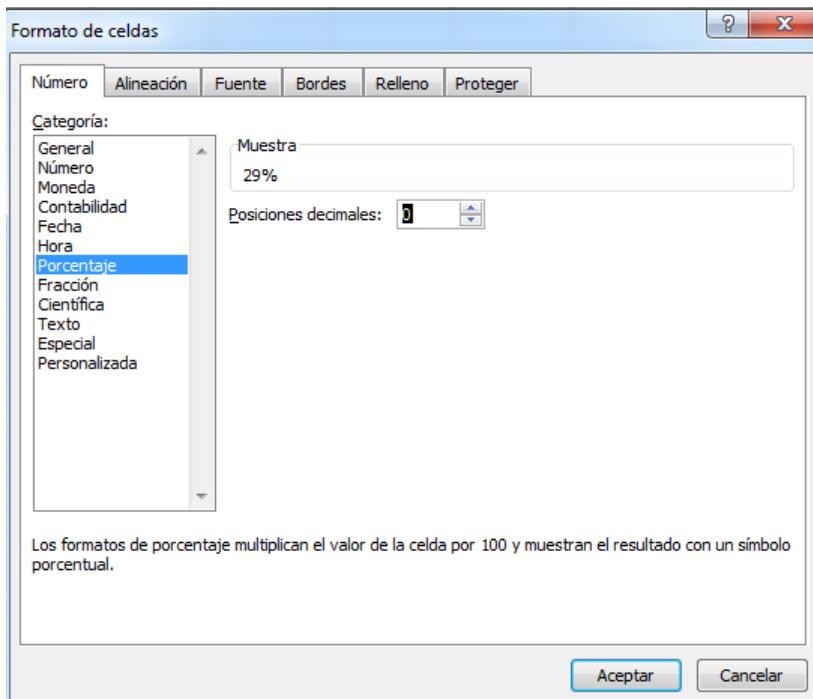 Formato de celdas
Número Alineación Fuente Bordes Relleno Proteger
Categoría:
General
Número
Moneda
Contabilidad
Fecha
Hora
Porcentaje
Fracción
Científica
Texto
Especial
Personalizada
Muestra
29%
Posiciones decimales: 0
Los formatos de porcentaje multiplican el valor de la celda por 100 y muestran el resultado con un símbolo
porcentual.
Aceptar Cancelar